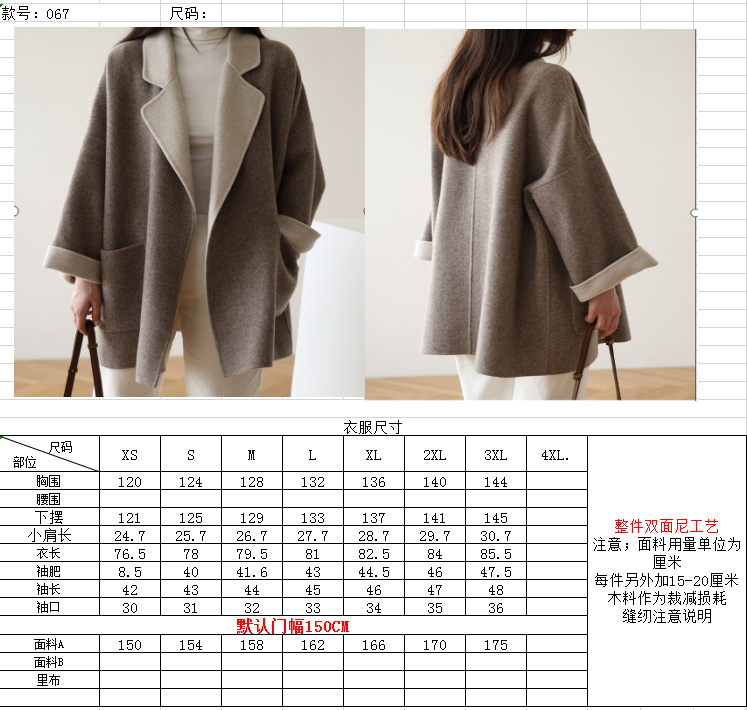 款号：067 尺码：
衣服尺寸
尺码
部位 XS S M L XL 2XL 3XL 4XL.
胸围 120 124 128 132 136 140 144
腰围
下摆 121 125 129 133 137 141 145
小肩长 24.7 25.7 26.7 27.7 28.7 29.7 30.7
衣长 76.5 78 79.5 81 82.5 84 85.5
袖肥 8.5 40 41.6 43 44.5 46 47.5
袖长 42 43 44 45 46 47 48
袖口 30 31 32 33 34 35 36
默认门幅150CM
面料A 150 154 158 162 166 170 175
面料B
里布
整件双面尼工艺
注意；面料用量单位为
厘米
每件另外加15-20厘米
木料作为裁减损耗
缝纫注意说明